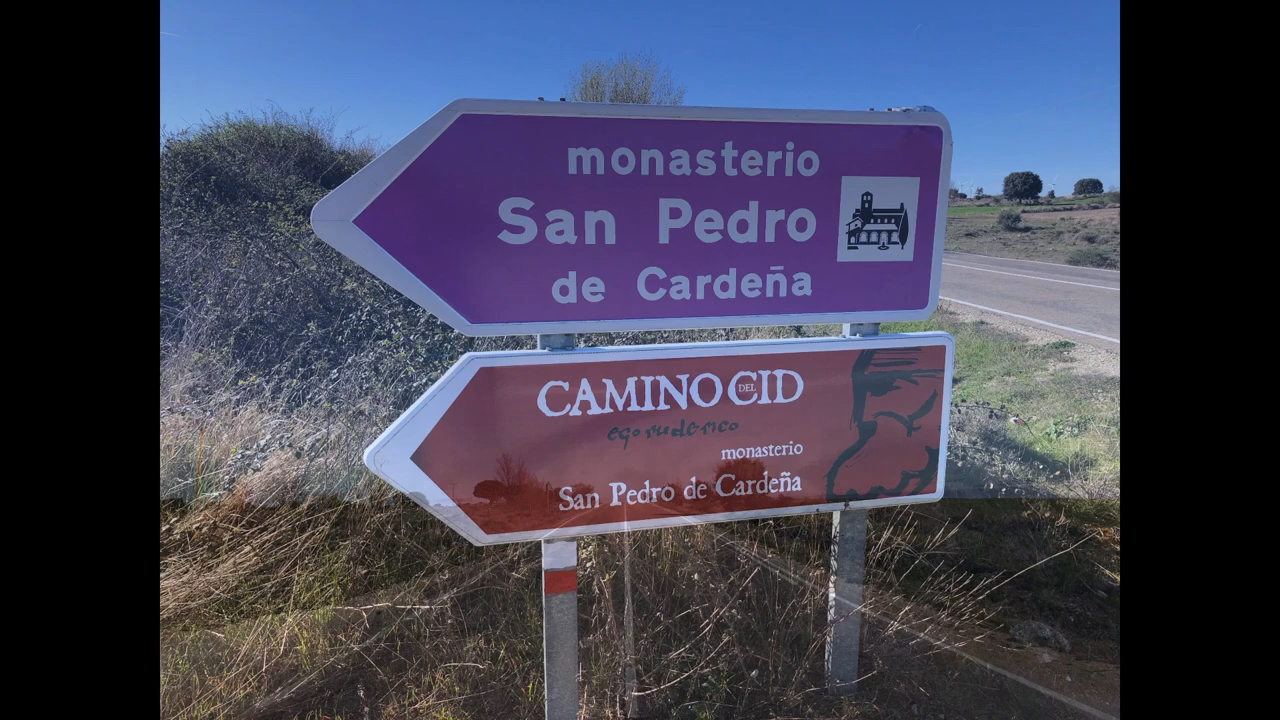 monasterio
San Pedro
de Cardeña
CAMINO DEL CID
ego ruderico
monasterio
San Pedro de Cardeña